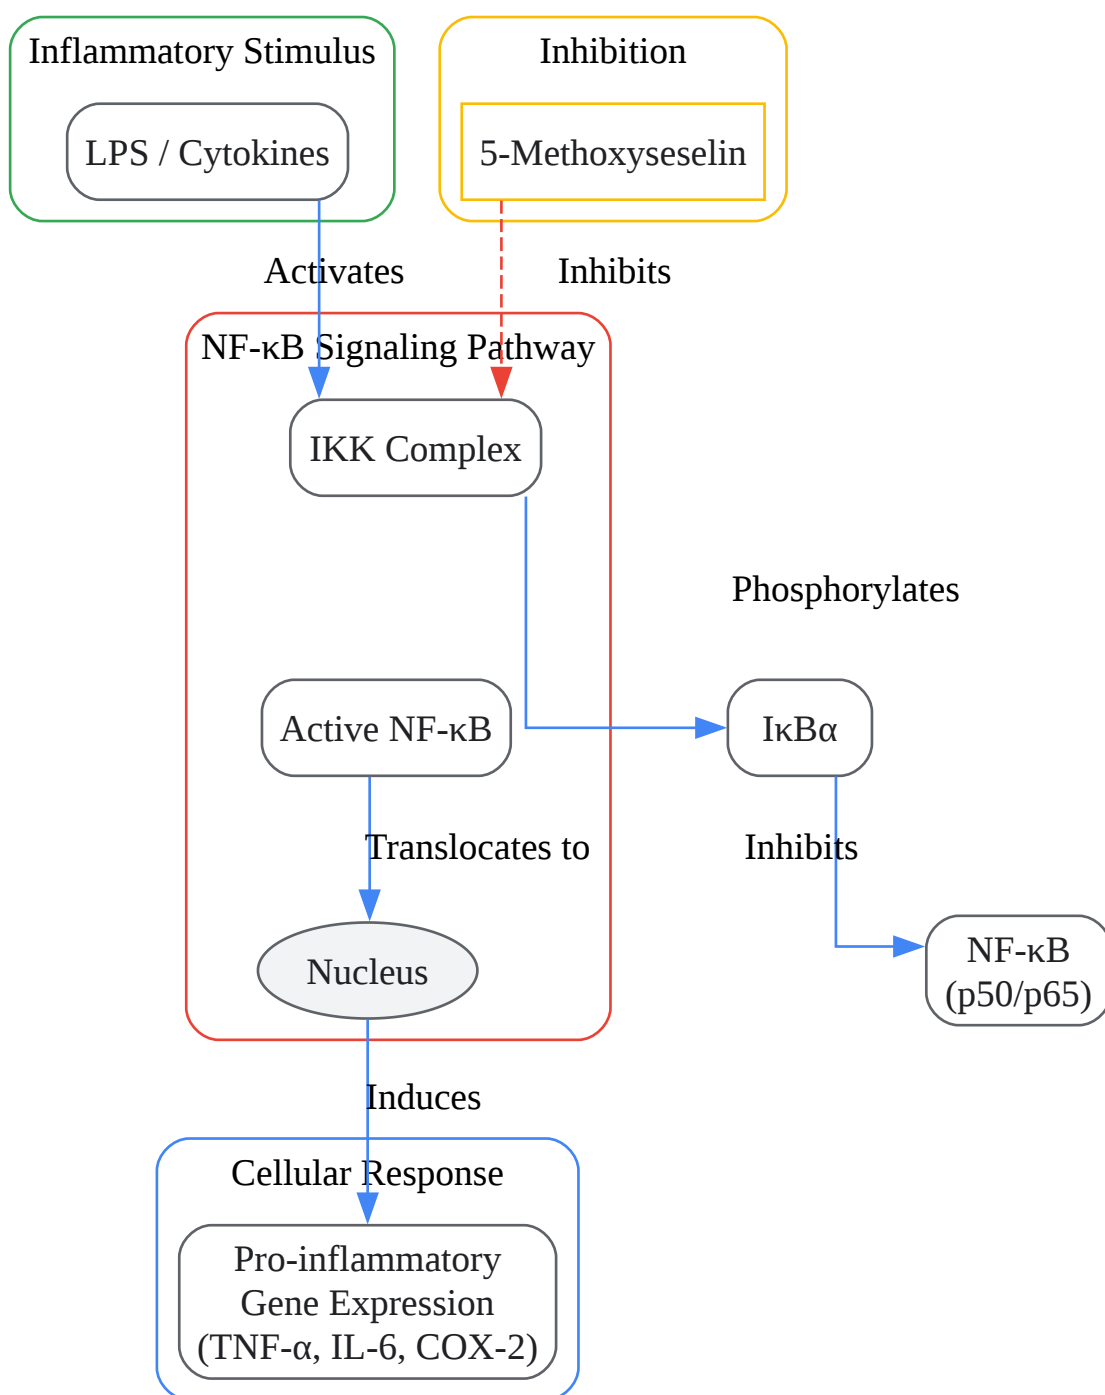 Inflammatory Stimulus
Inhibition
LPS / Cytokines
5-Methoxyseselin
Activates
Inhibits
NF-κB Signaling Pathway
IKK Complex
Phosphorylates
Active NF-κB
IκBα
Translocates to
Inhibits
NF-κB
(p50/p65)
Nucleus
Induces
Cellular Response
Pro-inflammatory
Gene Expression
(TNF-α, IL-6, COX-2)